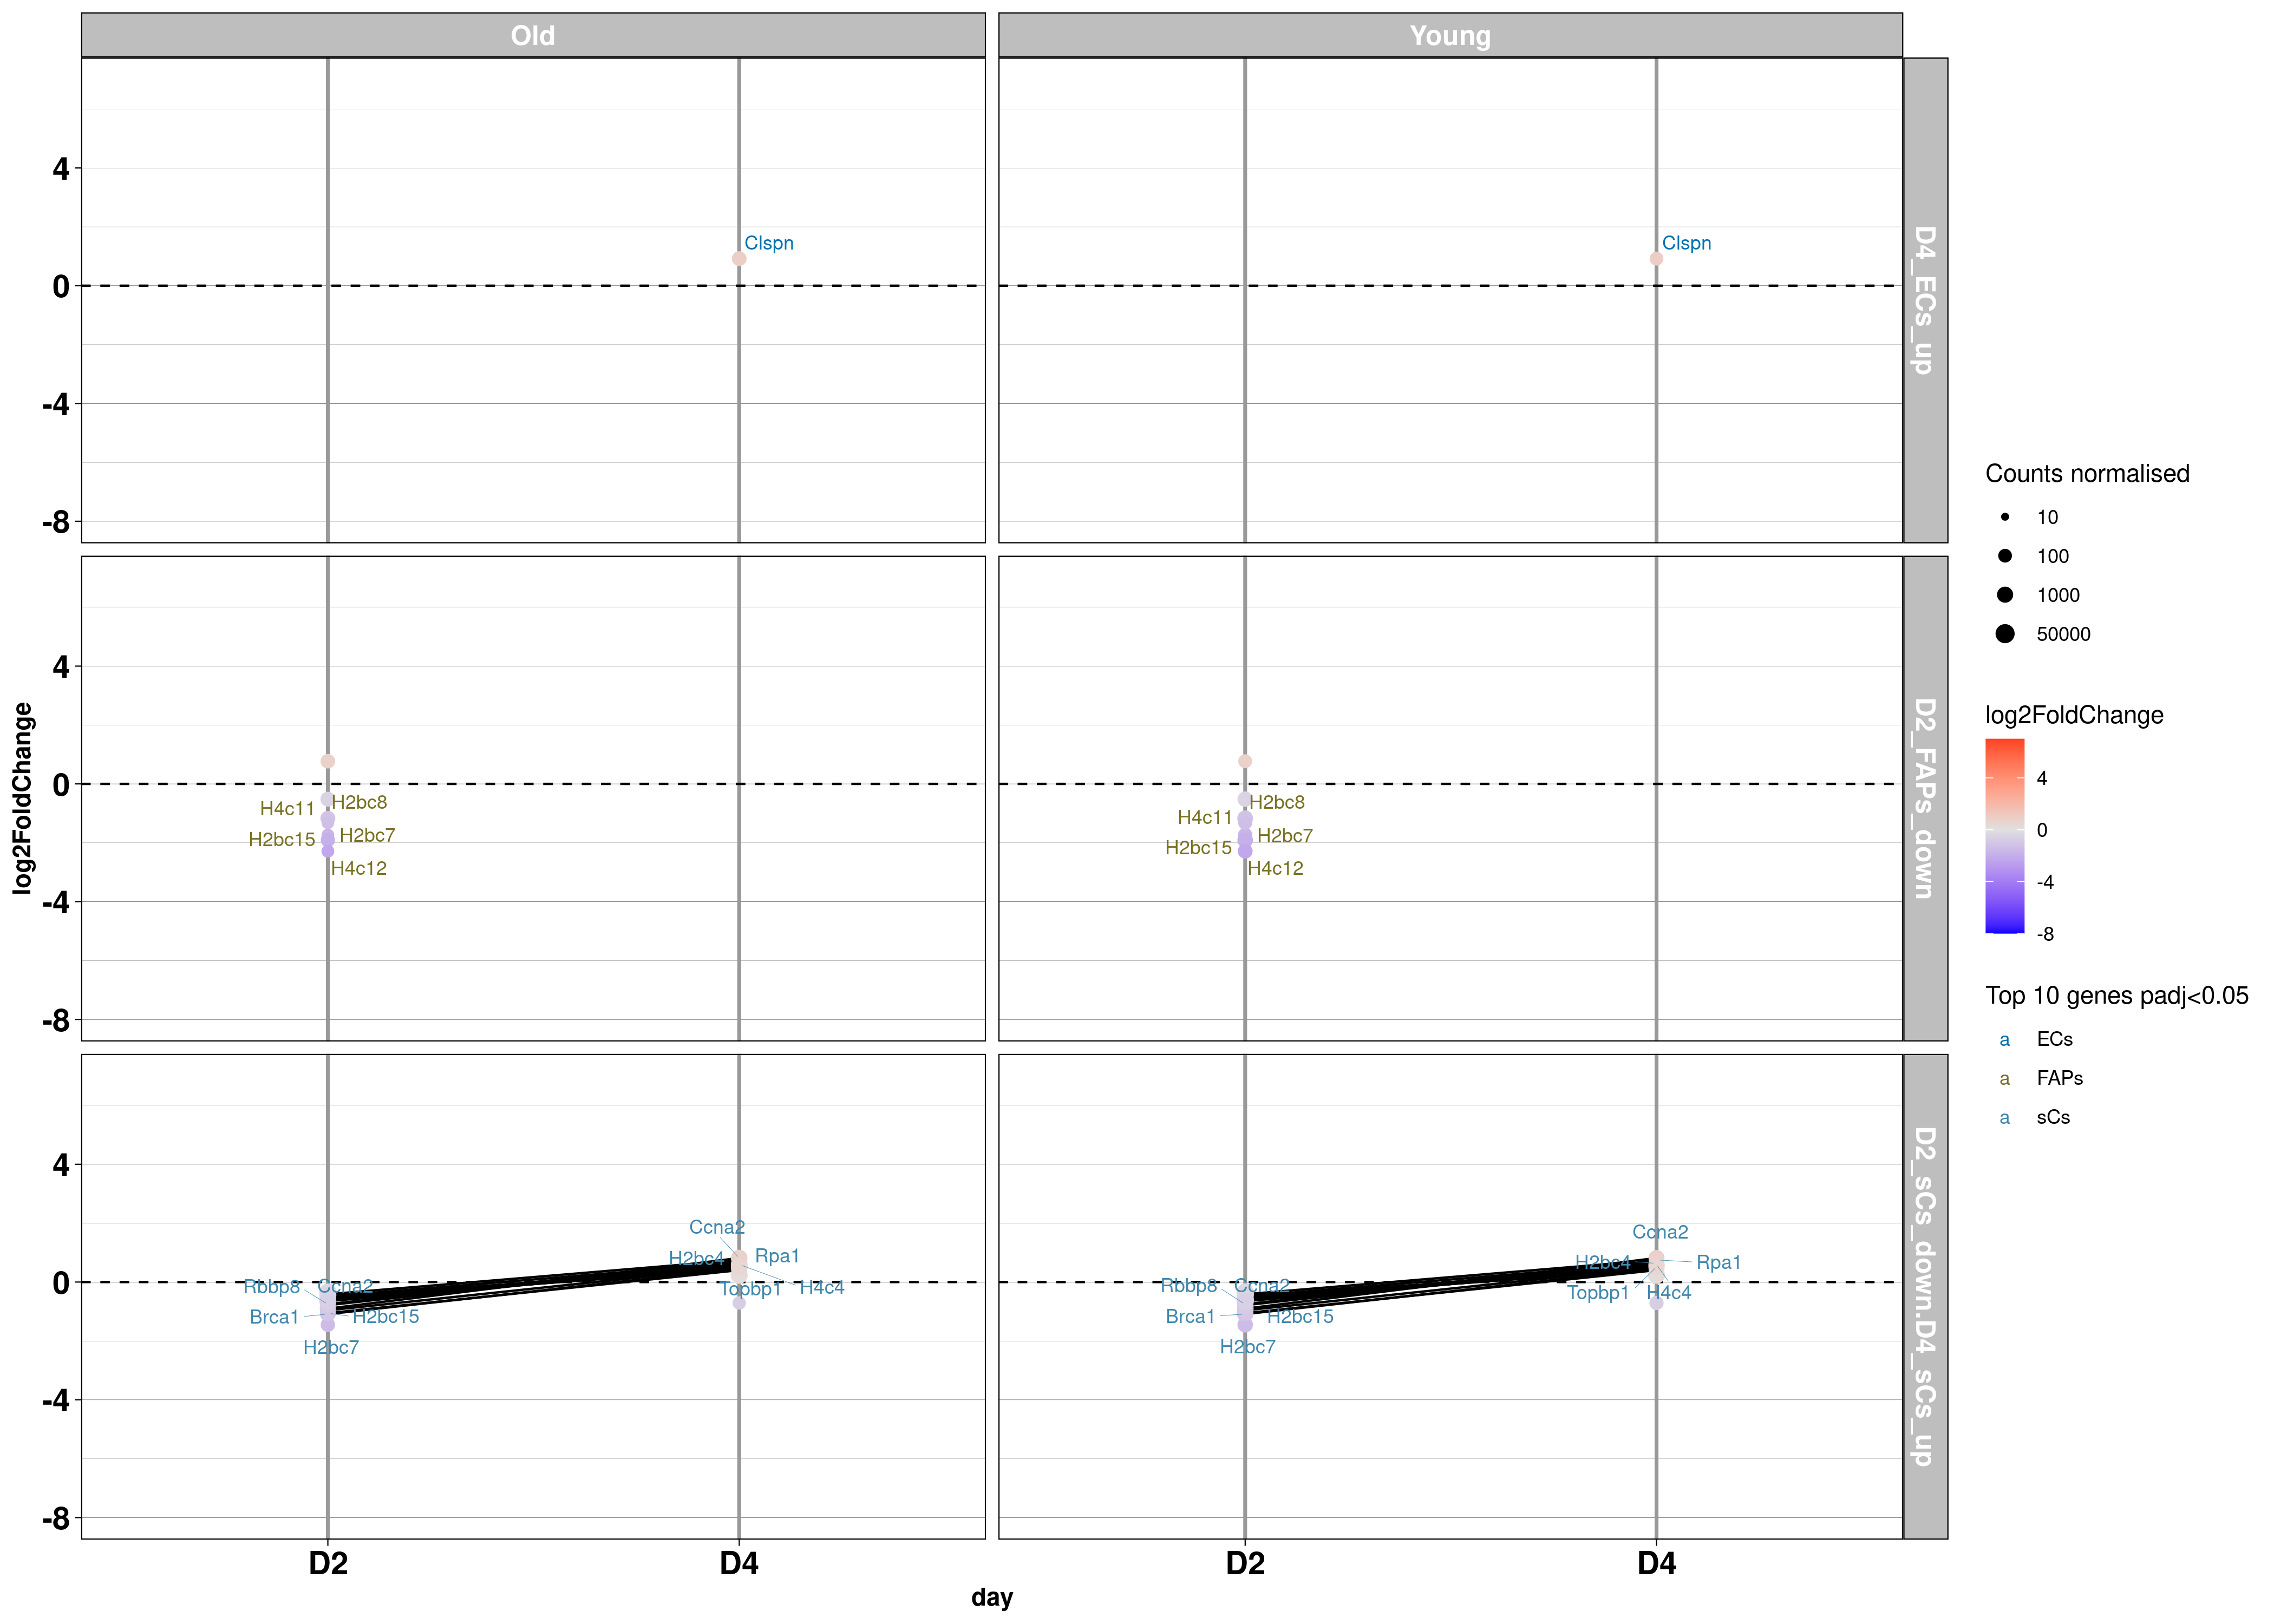 Old
Young
4
0
-4
-8
Clspn
Clspn
D4_ECs_up
4
0
-4
-8
H4c11
H2bc8
H2bc15
H2bc7
H4c12
H2bc8
H4c11
H2bc7
H2bc15
H4c12
D2_FAPs_down
4
0
-4
-8
Ccna2
H2bc4
Rpa1
Rbbp8
Ccna2
Topbp1
H4c4
Brca1
H2bc15
H2bc7
Ccna2
H2bc4
Rpa1
Rbbp8
Ccna2
Topbp1
H4c4
Brca1
H2bc15
H2bc7
D2_sCs_down.D4_sCs_up
D2
D4
D2
D4
day
log2FoldChange
Counts normalised
10
100
1000
50000
log2FoldChange
4
0
-4
-8
Top 10 genes padj<0.05
a ECs
a FAPs
a sCs